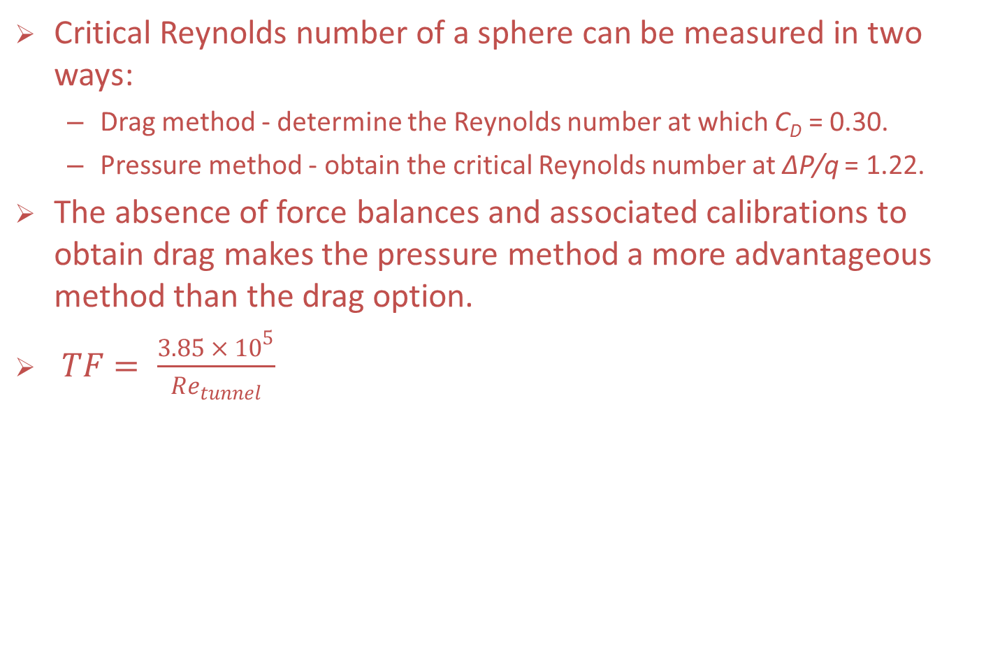 ➢ Critical Reynolds number of a sphere can be measured in two
ways:
– Drag method - determine the Reynolds number at which C_D = 0.30.
– Pressure method - obtain the critical Reynolds number at ΔP/q = 1.22.
➢ The absence of force balances and associated calibrations to
obtain drag makes the pressure method a more advantageous
method than the drag option.
➢ TF = \frac{3.85 × 10^5}{Re_{tunnel}}